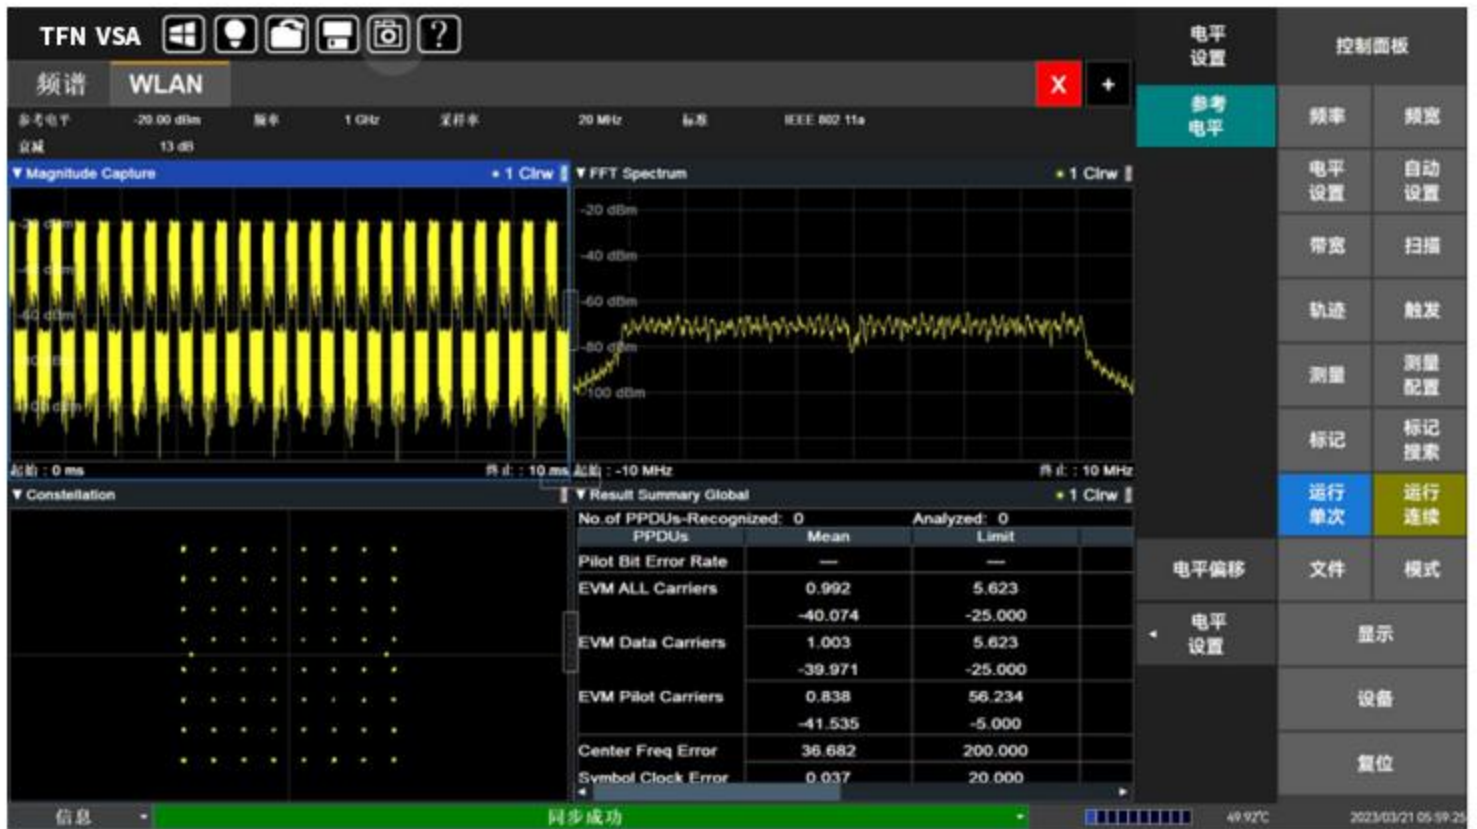 TFN VSA
?
频谱 WLAN X +
参考电平 -20.00 dBm 频率 1 GHz 采样率 20 MHz 标准 IEEE 802 11a
衰减 13 dB
Magnitude Capture 1 Clrw
起始 : 0 ms 终止 : 10 ms
FFT Spectrum 1 Clrw
-20 dBm
-40 dBm
-60 dBm
-80 dBm
-100 dBm
起始 : -10 MHz 终止 : 10 MHz
Constellation
Result Summary Global 1 Clrw
No.of PPDUs-Recognized: 0 Analyzed: 0
PPDUs Mean Limit
Pilot Bit Error Rate — —
EVM ALL Carriers 0.992 5.623
-40.074 -25.000
EVM Data Carriers 1.003 5.623
-39.971 -25.000
EVM Pilot Carriers 0.838 56.234
-41.535 -5.000
Center Freq Error 36.682 200.000
Symbol Clock Error 0.037 20.000
电平
设置
参考
电平
电平偏移
电平
设置
控制面板
频率 频宽
电平
设置
自动
设置
带宽 扫描
轨迹 触发
测量
测量
配置
标记
标记
搜索
运行
单次
运行
连续
文件 模式
显示
设备
复位
信息 同步成功 49.92℃ 2023/03/21 05:59:25